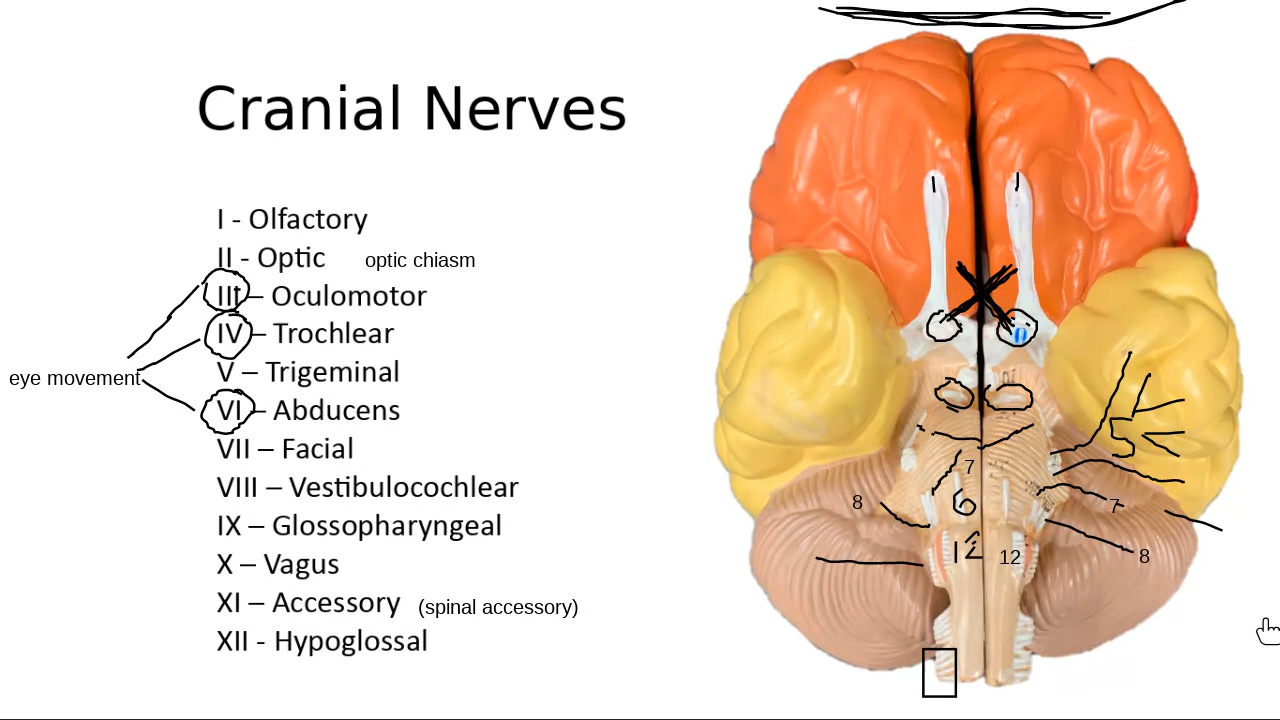 Cranial Nerves
I - Olfactory
II - Optic optic chiasm
III – Oculomotor
IV – Trochlear
V – Trigeminal
eye movement
VI – Abducens
VII – Facial
VIII – Vestibulocochlear
IX – Glossopharyngeal
X – Vagus
XI – Accessory (spinal accessory)
XII - Hypoglossal
5
7
8
6
7
12
12
8